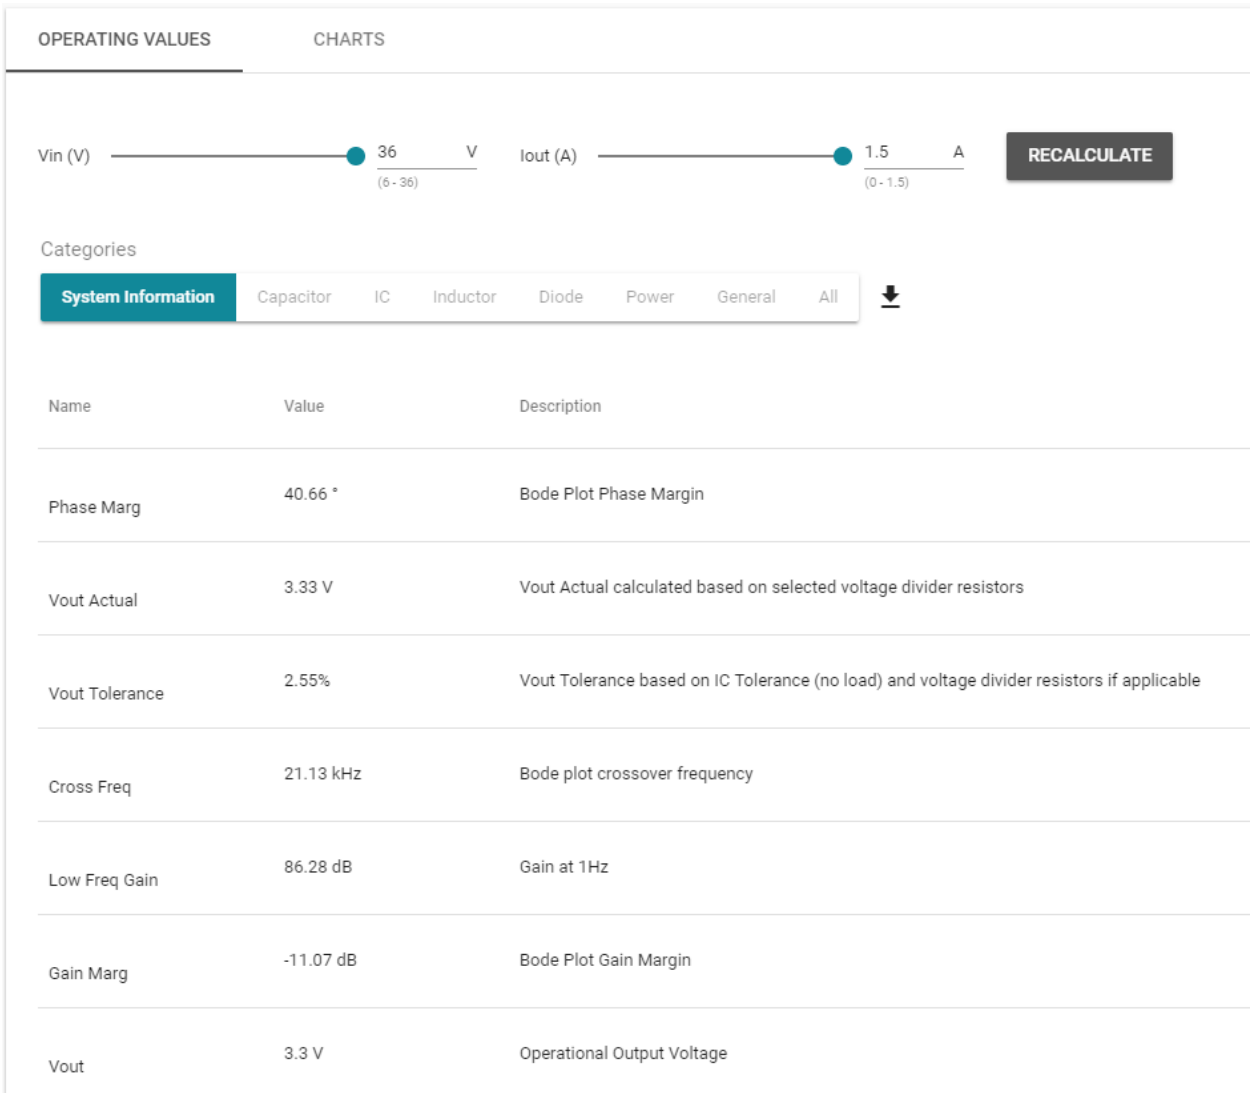 OPERATING VALUES CHARTS
Vin (V) 36 V Iout (A) 1.5 A RECALCULATE
(6 - 36) (0 - 1.5)
Categories
System Information Capacitor IC Inductor Diode Power General All
Name Value Description
Phase Marg 40.66 ° Bode Plot Phase Margin
Vout Actual 3.33 V Vout Actual calculated based on selected voltage divider resistors
Vout Tolerance 2.55% Vout Tolerance based on IC Tolerance (no load) and voltage divider resistors if applicable
Cross Freq 21.13 kHz Bode plot crossover frequency
Low Freq Gain 86.28 dB Gain at 1Hz
Gain Marg -11.07 dB Bode Plot Gain Margin
Vout 3.3 V Operational Output Voltage